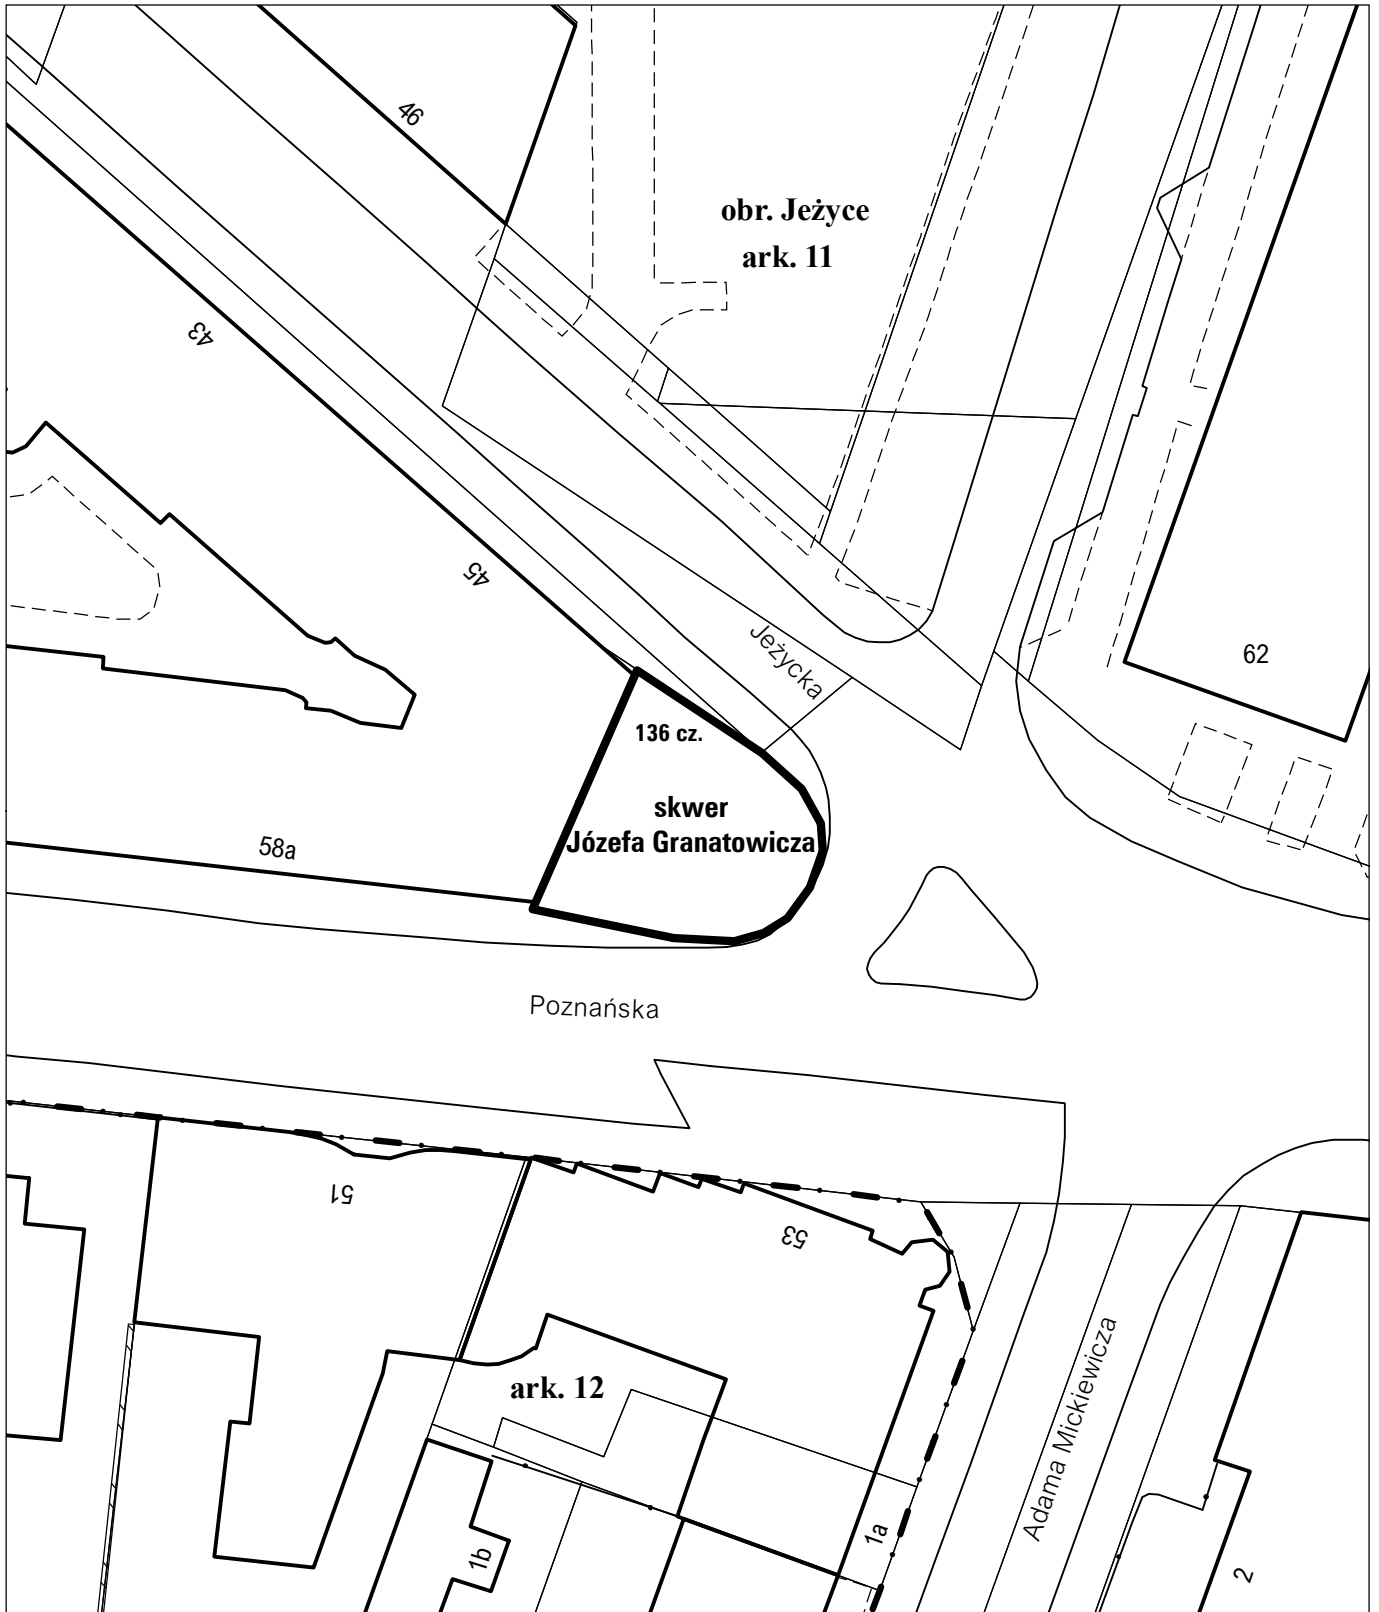 46
obr. Jeżyce
ark. 11
43
45
Jeżycka
62
136 cz.
skwer
Józefa Granatowicza
58a
Poznańska
51
53
ark. 12
Adama Mickiewicza
1a
1b
2